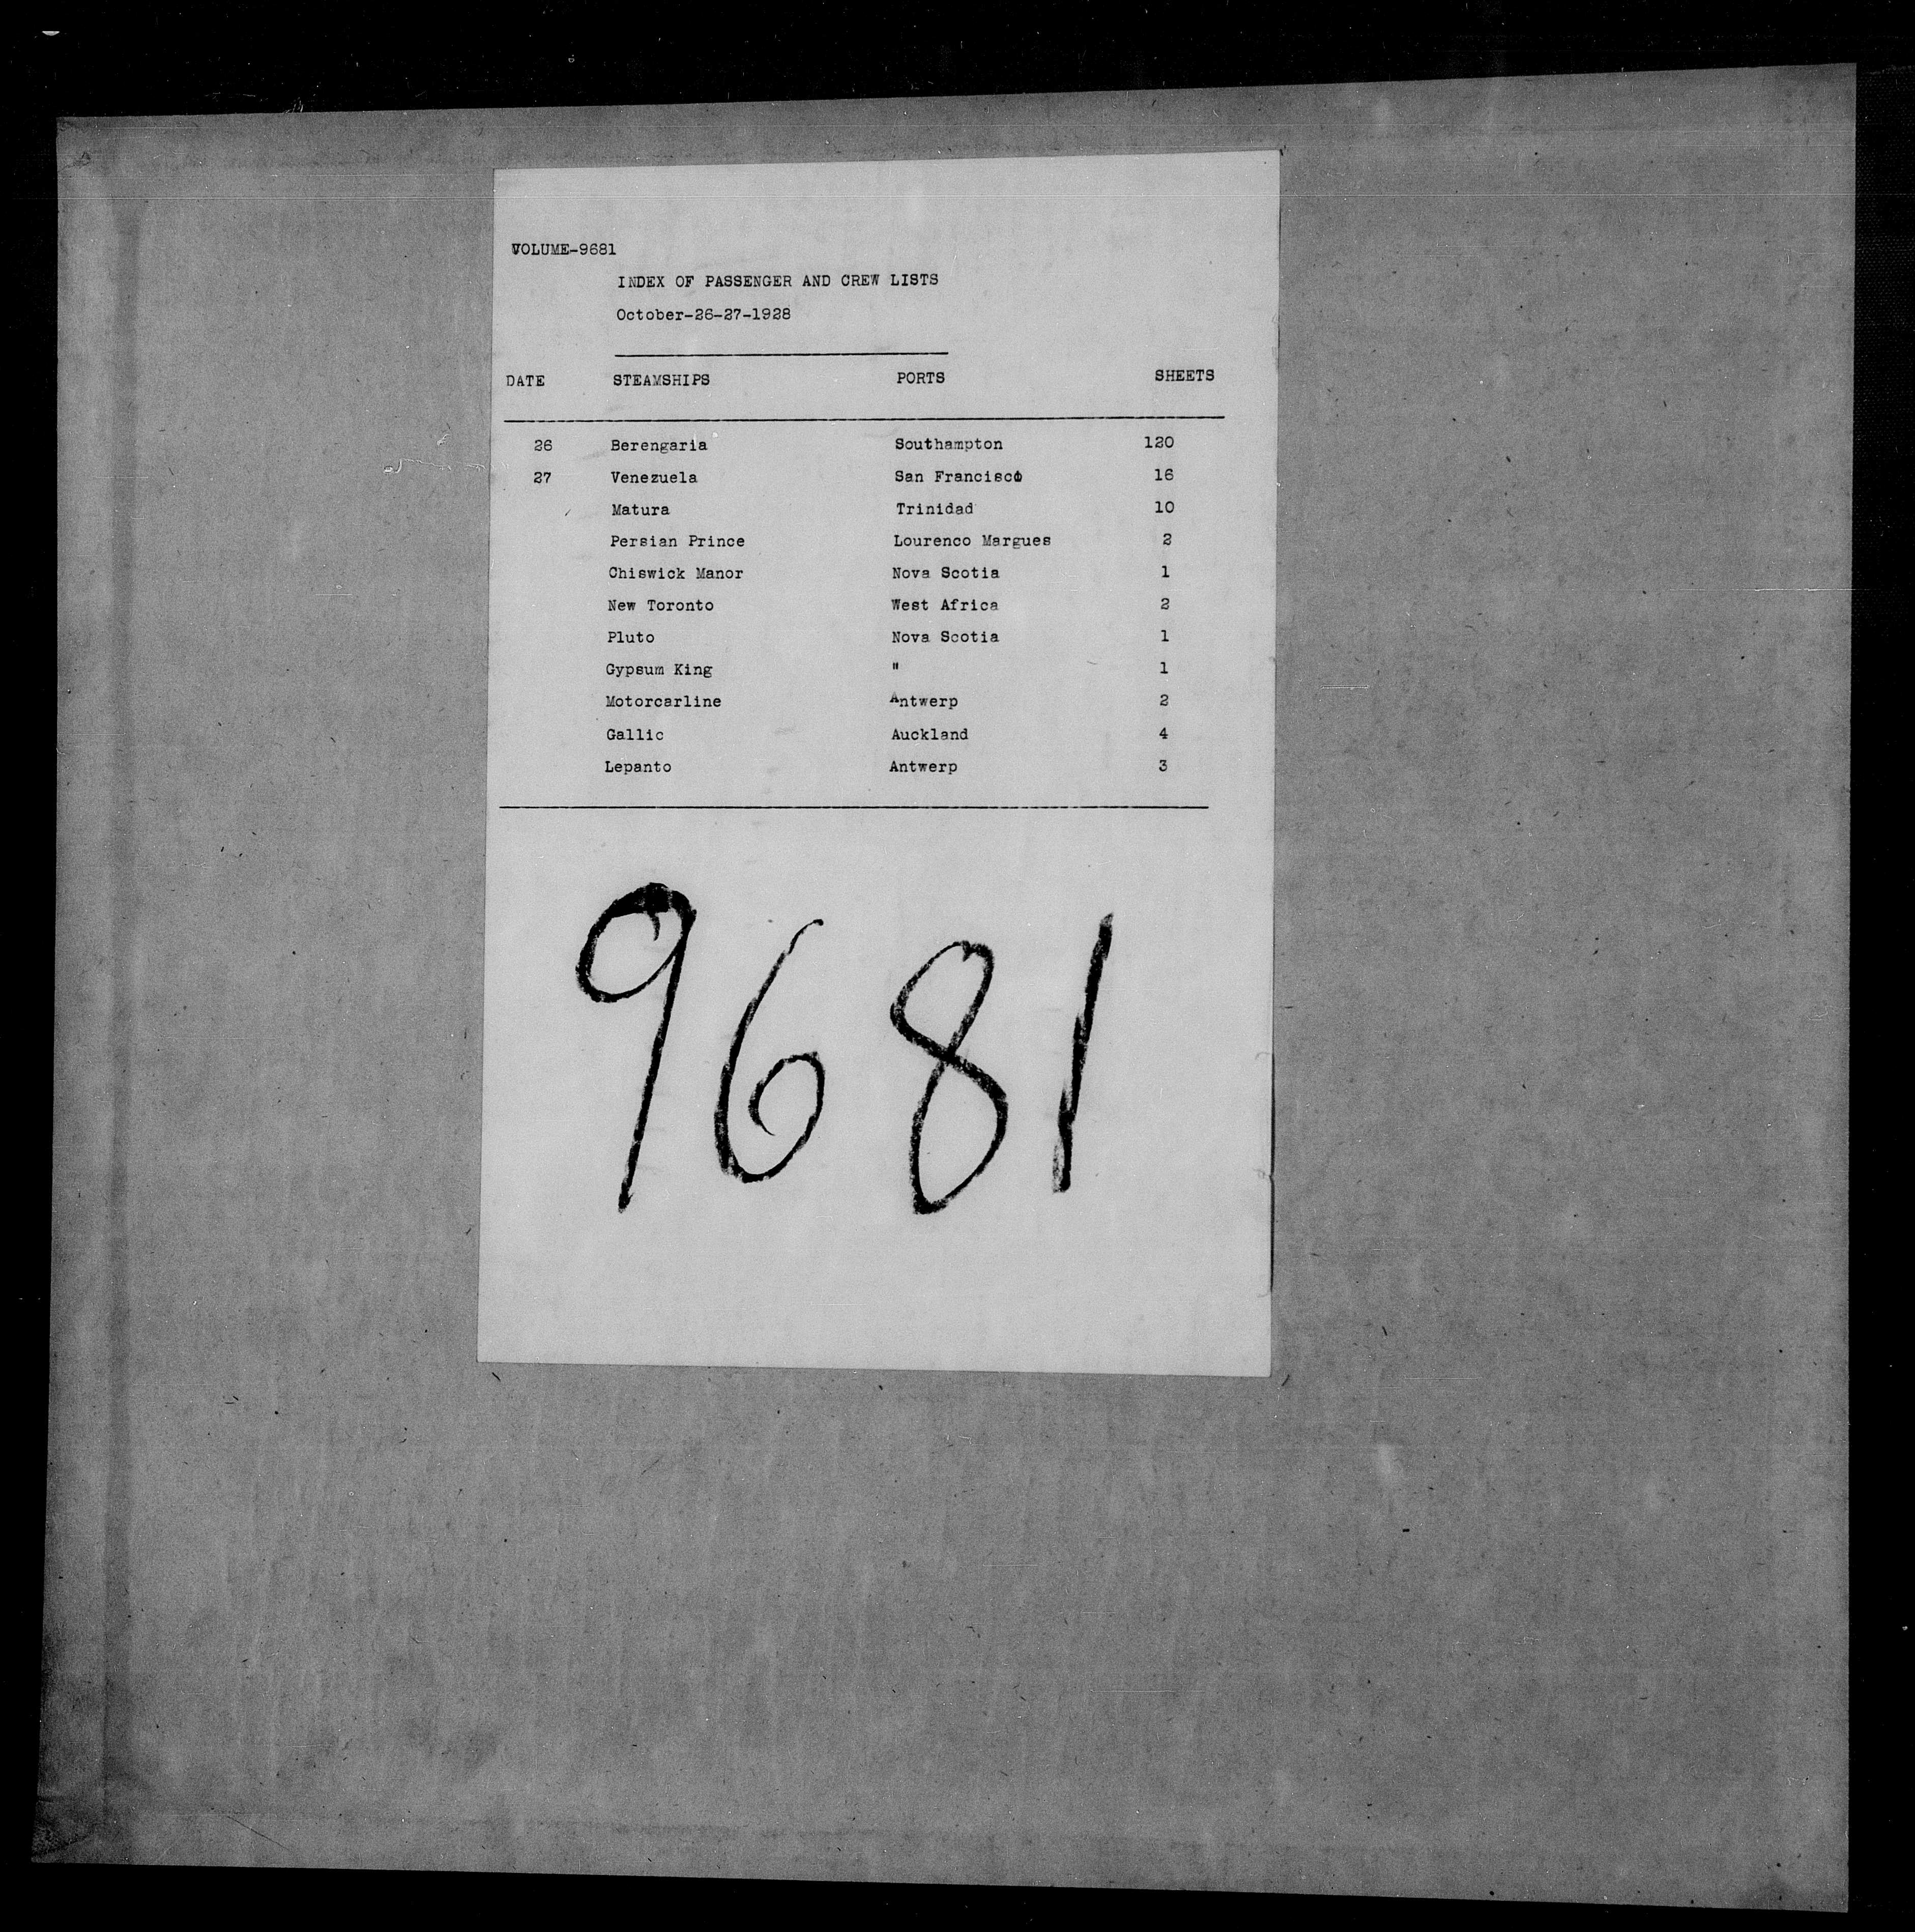 VOLUME-9681
INDEX OF PASSENGER AND CREW LISTS
October-26-27-1928
DATE STEAMSHIPS PORTS SHEETS
26 Berengaria Southampton 120
27 Venezuela San Francisco 16
Matura Trinidad 10
Persian Prince Lourenco Margues 2
Chiswick Manor Nova Scotia 1
New Toronto West Africa 2
Pluto Nova Scotia 1
Gypsum King " 1
Motorcarline Antwerp 2
Gallic Auckland 4
Lepanto Antwerp 3
9681